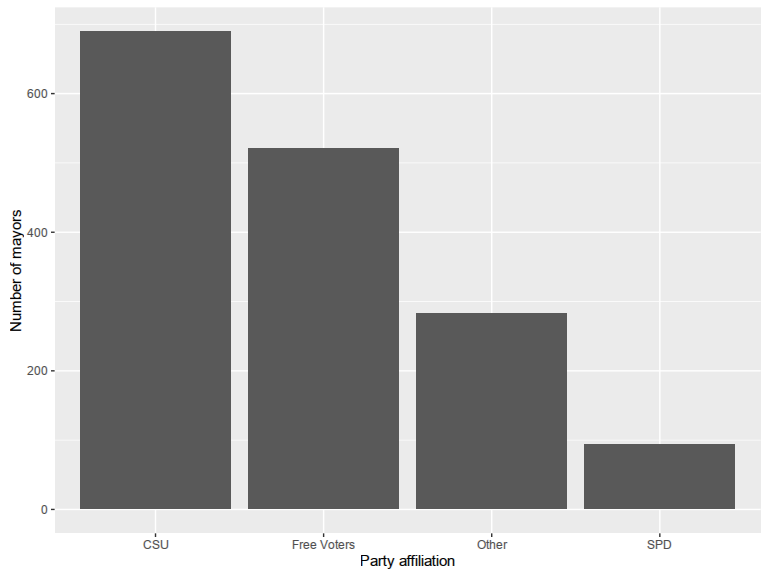 Number of mayors
600
400
200
0
CSU
Free Voters
Other
SPD
Party affiliation